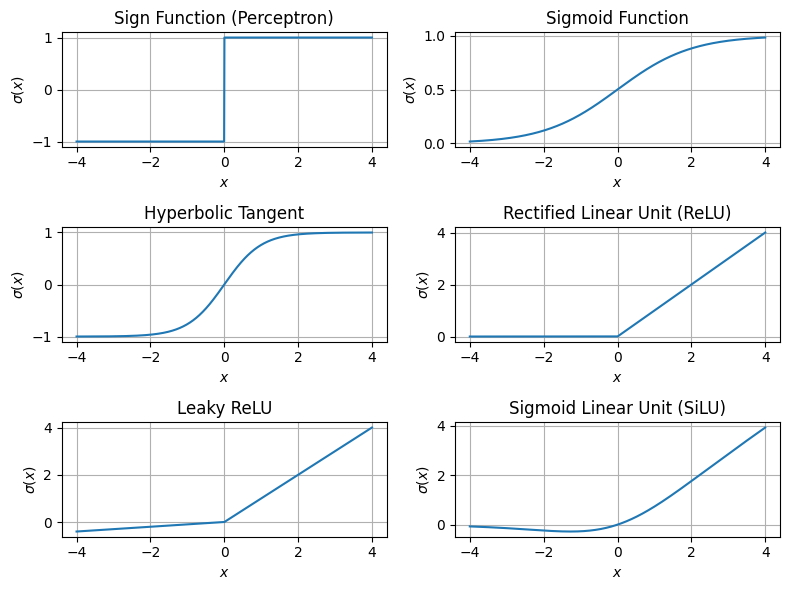 Sign Function (Perceptron)
1
0
−1
σ(x)
−4 −2 0 2 4
x
Sigmoid Function
1.0
0.5
0.0
σ(x)
−4 −2 0 2 4
x
Hyperbolic Tangent
1
0
−1
σ(x)
−4 −2 0 2 4
x
Rectified Linear Unit (ReLU)
4
2
0
σ(x)
−4 −2 0 2 4
x
Leaky ReLU
4
2
0
σ(x)
−4 −2 0 2 4
x
Sigmoid Linear Unit (SiLU)
4
2
0
σ(x)
−4 −2 0 2 4
x